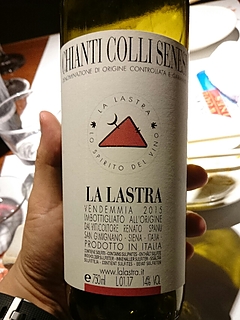 CHIANTI COLLI SENES
DENOMINAZIONE DI ORIGINE CONTROLLATA E GARANTITA
LA LASTRA
LO SPIRITO DEL VINO
LA LASTRA
VENDEMMIA 2015
IMBOTTIGLIATO ALL'ORIGINE
DAL VITICOLTORE RENATO SPANU
SAN GIMIGNANO - SIENA - ITALIA
PRODOTTO IN ITALIA
www.lalastra.it
750ml L.01.17 14% VOL